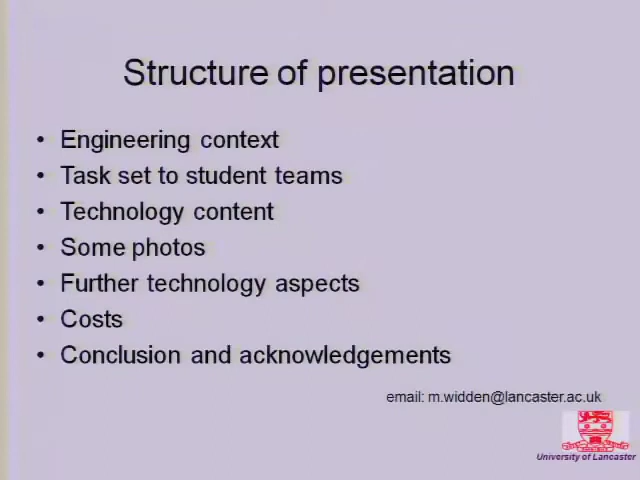 Structure of presentation
• Engineering context
• Task set to student teams
• Technology content
• Some photos
• Further technology aspects
• Costs
• Conclusion and acknowledgements
email: m.widden@lancaster.ac.uk
University of Lancaster